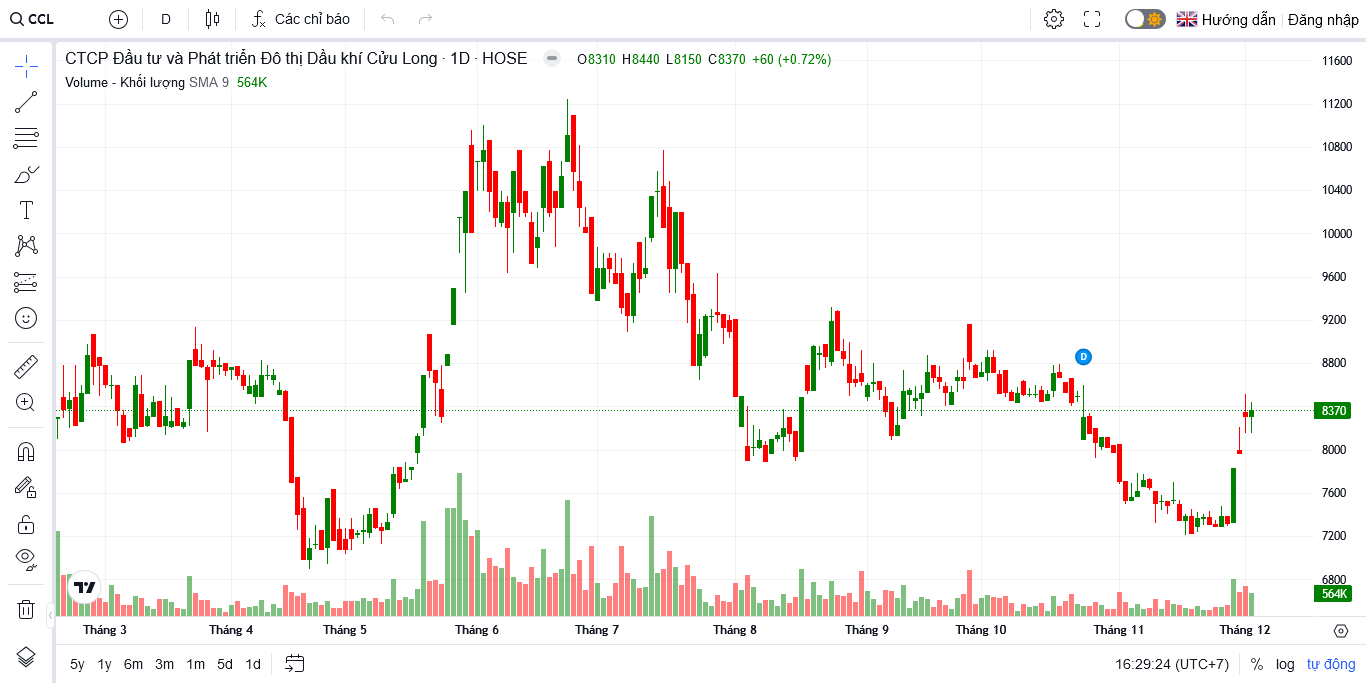 CCL D Các chỉ báo Hướng dẫn Đăng nhập
CTCP Đầu tư và Phát triển Đô thị Dầu khí Cửu Long · 1D · HOSE O8310 H8440 L8150 C8370 +60 (+0.72%)
Volume - Khối lượng SMA 9 564K
11600
11200
10800
10400
10000
9600
9200
8800
8370
8000
7600
7200
6800
564K
D
Tháng 3 Tháng 4 Tháng 5 Tháng 6 Tháng 7 Tháng 8 Tháng 9 Tháng 10 Tháng 11 Tháng 12
5y 1y 6m 3m 1m 5d 1d 16:29:24 (UTC+7) % log tự động